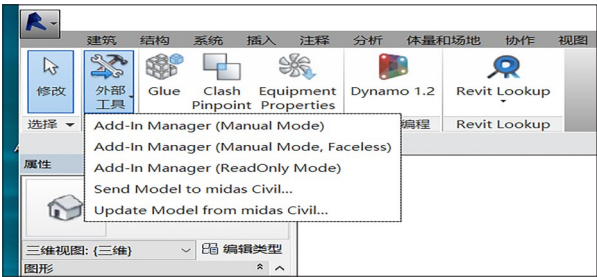 建筑 结构 系统 插入 注释 分析 体量和场地 协作 视图
修改 外部工具 Glue Clash Pinpoint Equipment Properties Dynamo 1.2 Revit Lookup
选择 编程 Revit Lookup
Add-In Manager (Manual Mode)
Add-In Manager (Manual Mode, Faceless)
Add-In Manager (ReadOnly Mode)
Send Model to midas Civil...
Update Model from midas Civil...
属性
三维视图: {三维} 编辑类型
图形